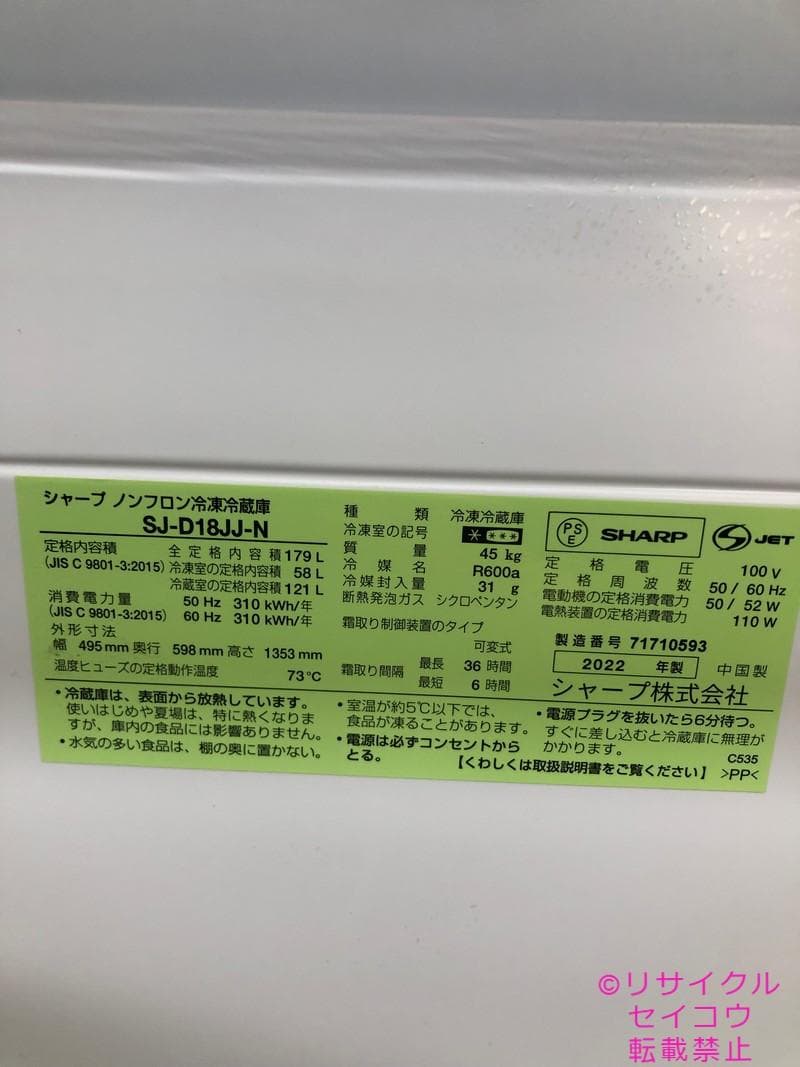 シャープ ノンフロン冷凍冷蔵庫
SJ-D18JJ-N
定格内容積 全定格内容積 179 L
(JIS C 9801-3:2015) 冷凍室の定格内容積 58 L
冷蔵室の定格内容積 121 L
消費電力量 50 Hz 310 kWh/年
(JIS C 9801-3:2015) 60 Hz 310 kWh/年
外形寸法
幅 495 mm 奥行 598 mm 高さ 1353 mm
温度ヒューズの定格動作温度 73℃
種類 冷凍冷蔵庫
冷凍室の記号 * ***
質量 45 kg
冷媒名 R600a
冷媒封入量 31 g
断熱発泡ガス シクロペンタン
霜取り制御装置のタイプ
可変式
霜取り間隔 最長 36 時間
最短 6 時間
PSE SHARP S JET
定格電圧 100 V
定格周波数 50 / 60 Hz
電動機の定格消費電力 50 / 52 W
電熱装置の定格消費電力 110 W
製造番号 71710593
2022 年製 中国製
シャープ株式会社
・冷蔵庫は、表面から放熱しています。
使いはじめや夏場は、特に熱くなりま
すが、庫内の食品には影響ありません。
・水気の多い食品は、棚の奥に置かない。
・室温が約5℃以下では、
食品が凍ることがあります。
・電源は必ずコンセントから
とる。
・電源プラグを抜いたら6分待つ。
すぐに差し込むと冷蔵庫に無理が
かかります。
C535
【くわしくは取扱説明書をご覧ください】 >PP<
©リサイクル
セイコウ
転載禁止